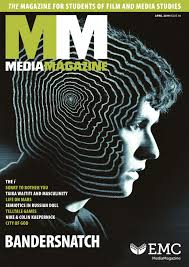 THE MAGAZINE FOR STUDENTS OF FILM AND MEDIA STUDIES
APRIL 2019
MM
MEDIAMAGAZINE
THE i
SORRY TO BOTHER YOU
TAIKA WAITITI AND MASCULINITY
LIFE ON MARS
SEMIOTICS IN RUSSIAN DOLL
TELLTALE GAMES
NIKE & COLIN KAEPERNICK
CITY OF GOD
BANDERSNATCH
EMC
MediaMagazine